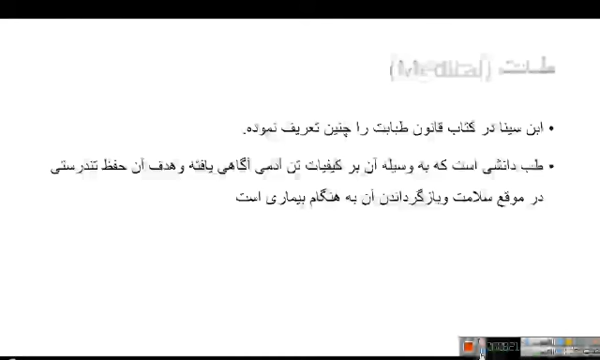 طبابت (Medical)
• ابن سینا در کتاب قانون طبابت را چنین تعریف نموده.
• طب دانشی است که به وسیله آن بر کیفیات تن آدمی آگاهی یافته وهدف آن حفظ تندرستی
در موقع سلامت وبازگرداندن آن به هنگام بیماری است